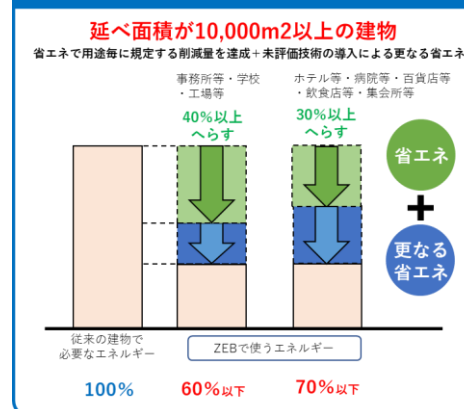 延べ面積が10,000m2以上の建物
省エネで用途毎に規定する削減量を達成+未評価技術の導入による更なる省エネ
事務所等・学校
・工場等
40%以上
へらす
ホテル等・病院等・百貨店等
・飲食店等・集会所等
30%以上
へらす
省エネ
+
更なる
省エネ
従来の建物で
必要なエネルギー
ZEBで使うエネルギー
100%
60%以下
70%以下